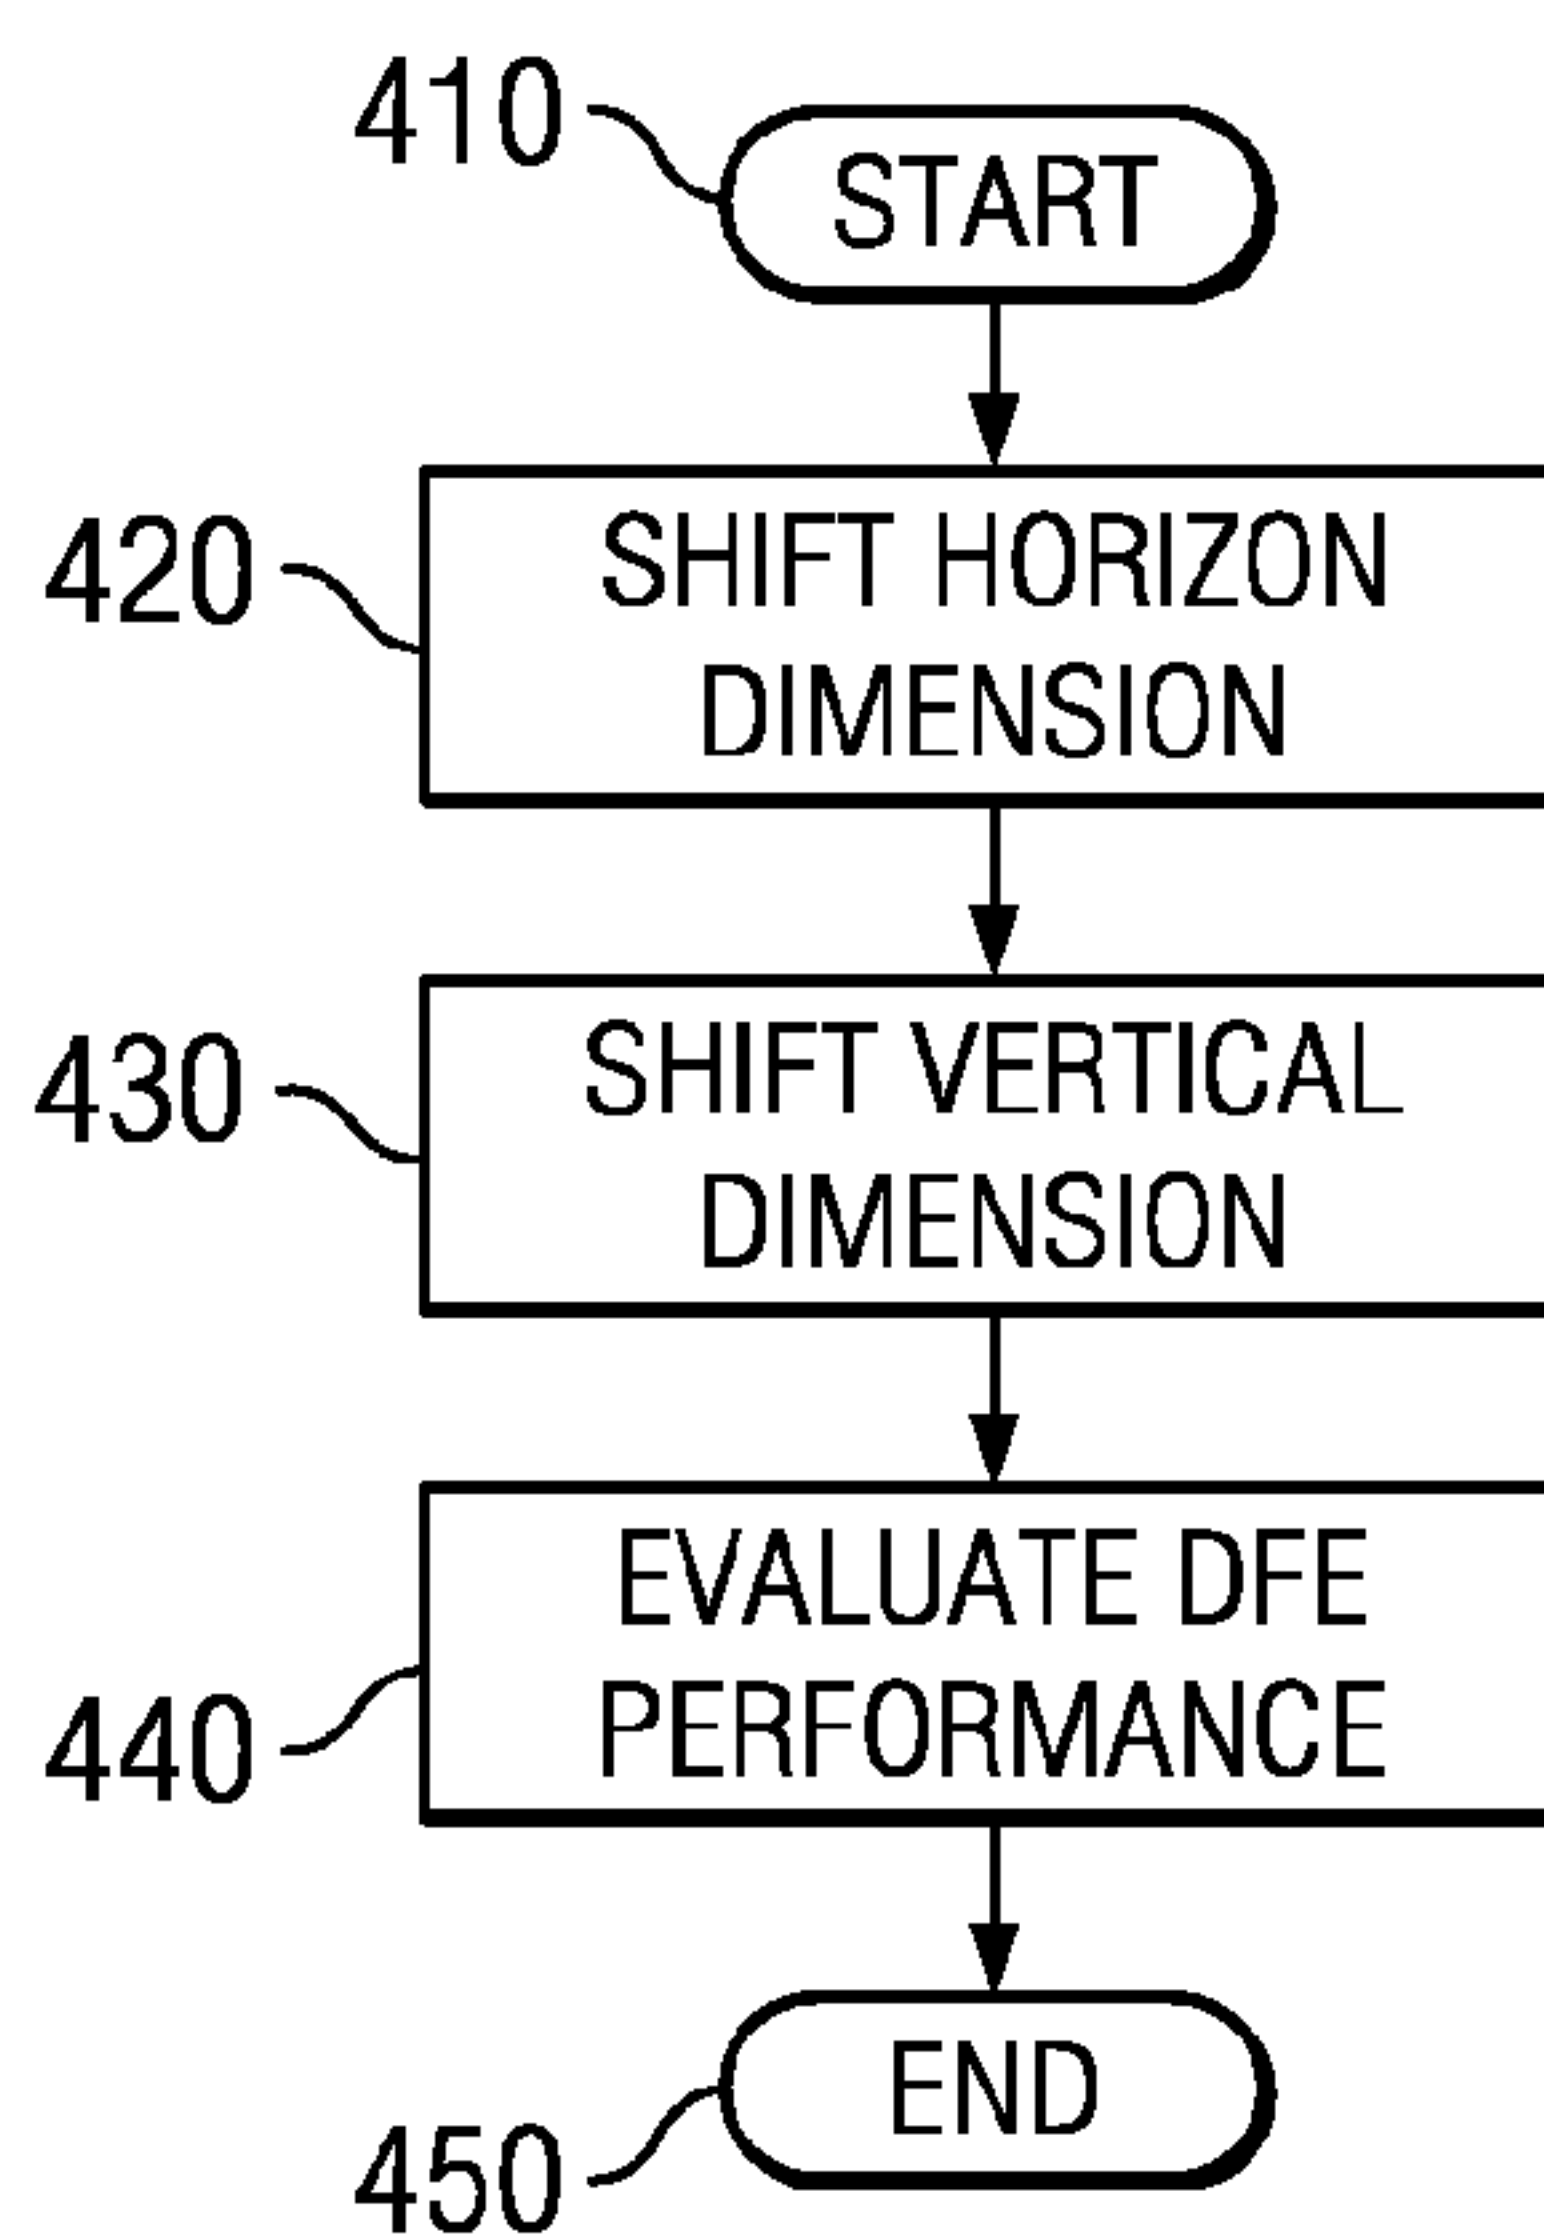 410
START
420
SHIFT HORIZON
DIMENSION
430
SHIFT VERTICAL
DIMENSION
EVALUATE DFE
PERFORMANCE
440
END
450